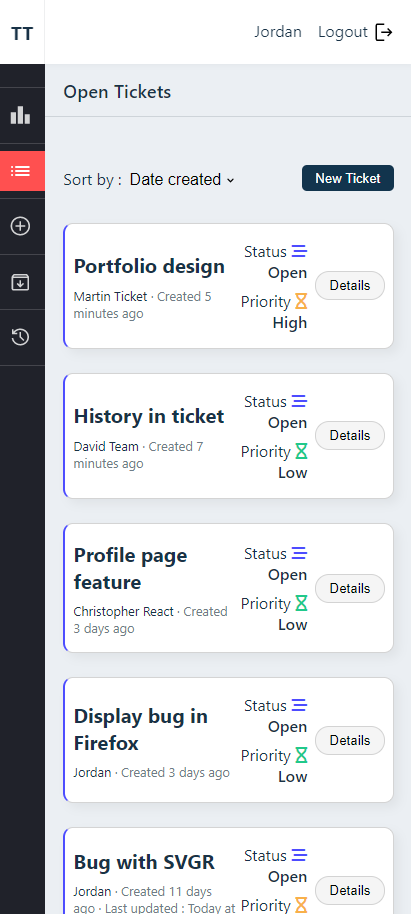 TT
Jordan Logout
Open Tickets
Sort by : Date created
New Ticket
Portfolio design
Martin Ticket · Created 5
minutes ago
Status
Open
Priority
High
Details
History in ticket
David Team · Created 7
minutes ago
Status
Open
Priority
Low
Details
Profile page
feature
Christopher React · Created
3 days ago
Status
Open
Priority
Low
Details
Display bug in
Firefox
Jordan · Created 3 days ago
Status
Open
Priority
Low
Details
Bug with SVGR
Jordan · Created 11 days
ago · Last updated : Today at
Status
Open
Priority
Details